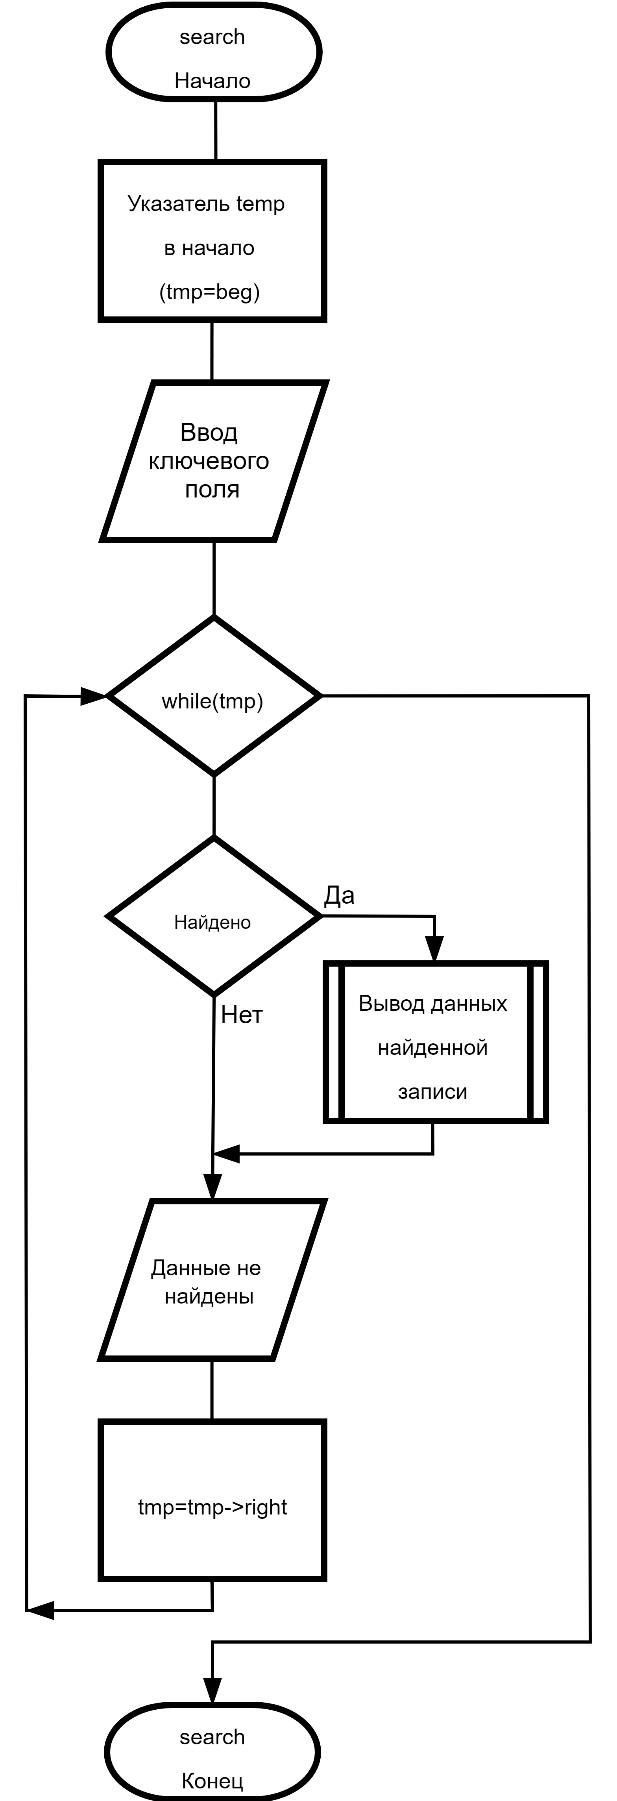 search
Начало
Указатель temp
в начало
(tmp=beg)
Ввод
ключевого
поля
while(tmp)
Найдено
Да
Нет
Вывод данных
найденной
записи
Данные не
найдены
tmp=tmp->right
search
Конец